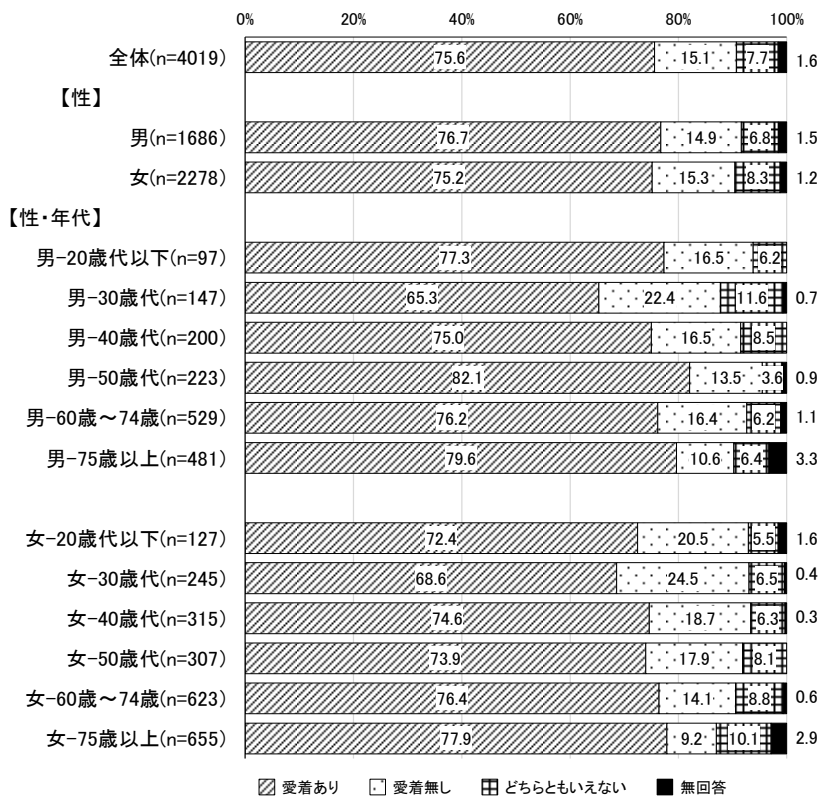 0% 20% 40% 60% 80% 100%
全体(n=4019) 75.6 15.1 7.7 1.6
【性】
男(n=1686) 76.7 14.9 6.8 1.5
女(n=2278) 75.2 15.3 8.3 1.2
【性・年代】
男-20歳代以下(n=97) 77.3 16.5 6.2
男-30歳代(n=147) 65.3 22.4 11.6 0.7
男-40歳代(n=200) 75.0 16.5 8.5
男-50歳代(n=223) 82.1 13.5 3.6 0.9
男-60歳～74歳(n=529) 76.2 16.4 6.2 1.1
男-75歳以上(n=481) 79.6 10.6 6.4 3.3
女-20歳代以下(n=127) 72.4 20.5 5.5 1.6
女-30歳代(n=245) 68.6 24.5 6.5 0.4
女-40歳代(n=315) 74.6 18.7 6.3 0.3
女-50歳代(n=307) 73.9 17.9 8.1
女-60歳～74歳(n=623) 76.4 14.1 8.8 0.6
女-75歳以上(n=655) 77.9 9.2 10.1 2.9
愛着あり 愛着無し どちらともいえない 無回答